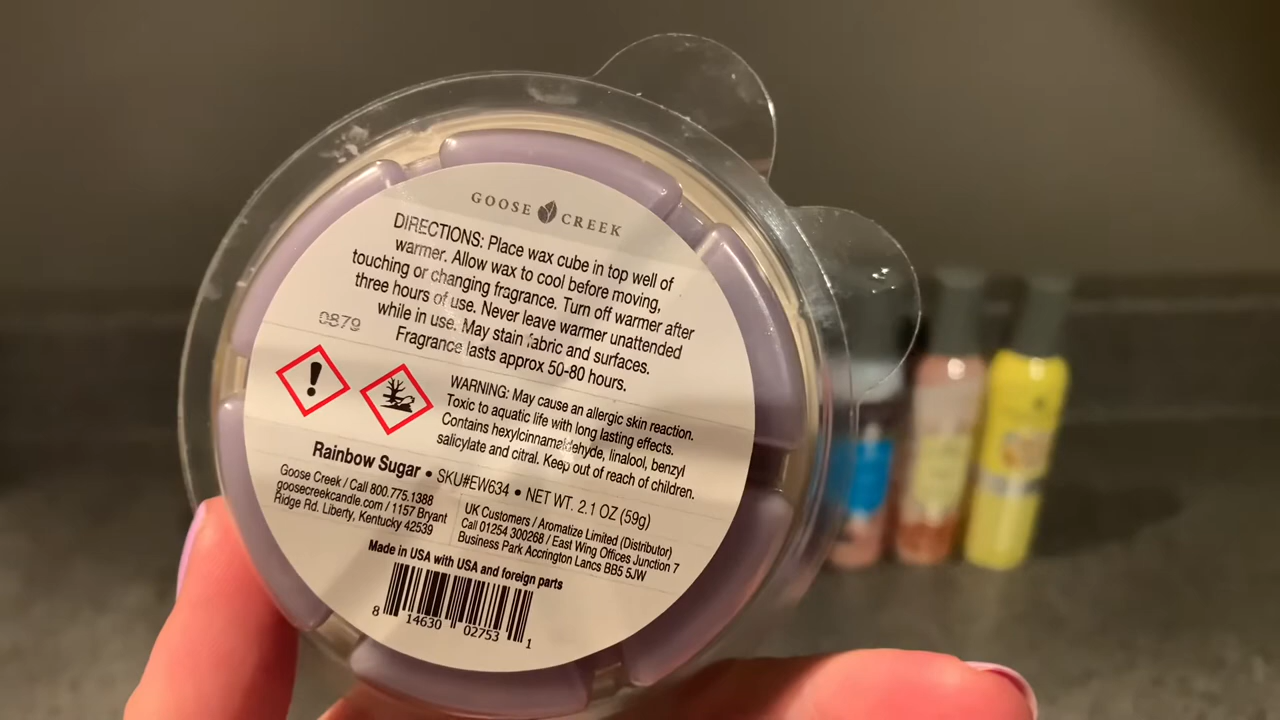 GOOSE CREEK
DIRECTIONS: Place wax cube in top well of
warmer. Allow wax to cool before moving,
touching or changing fragrance. Turn off warmer after
three hours of use. Never leave warmer unattended
while in use. May stain fabric and surfaces.
Fragrance lasts approx 50-80 hours.
0879
WARNING: May cause an allergic skin reaction.
Toxic to aquatic life with long lasting effects.
Contains hexylcinnamaldehyde, linalool, benzyl
salicylate and citral. Keep out of reach of children.
Rainbow Sugar • SKU#EW634 • NET WT. 2.1 OZ (59g)
Goose Creek / Call 800.775.1388
goosecreekcandle.com / 1157 Bryant
Ridge Rd. Liberty, Kentucky 42539
UK Customers / Aromatize Limited (Distributor)
Call 01254 300268 / East Wing Offices Junction 7
Business Park Accrington Lancs BB5 5JW
Made in USA with USA and foreign parts
8 14630 02753 1